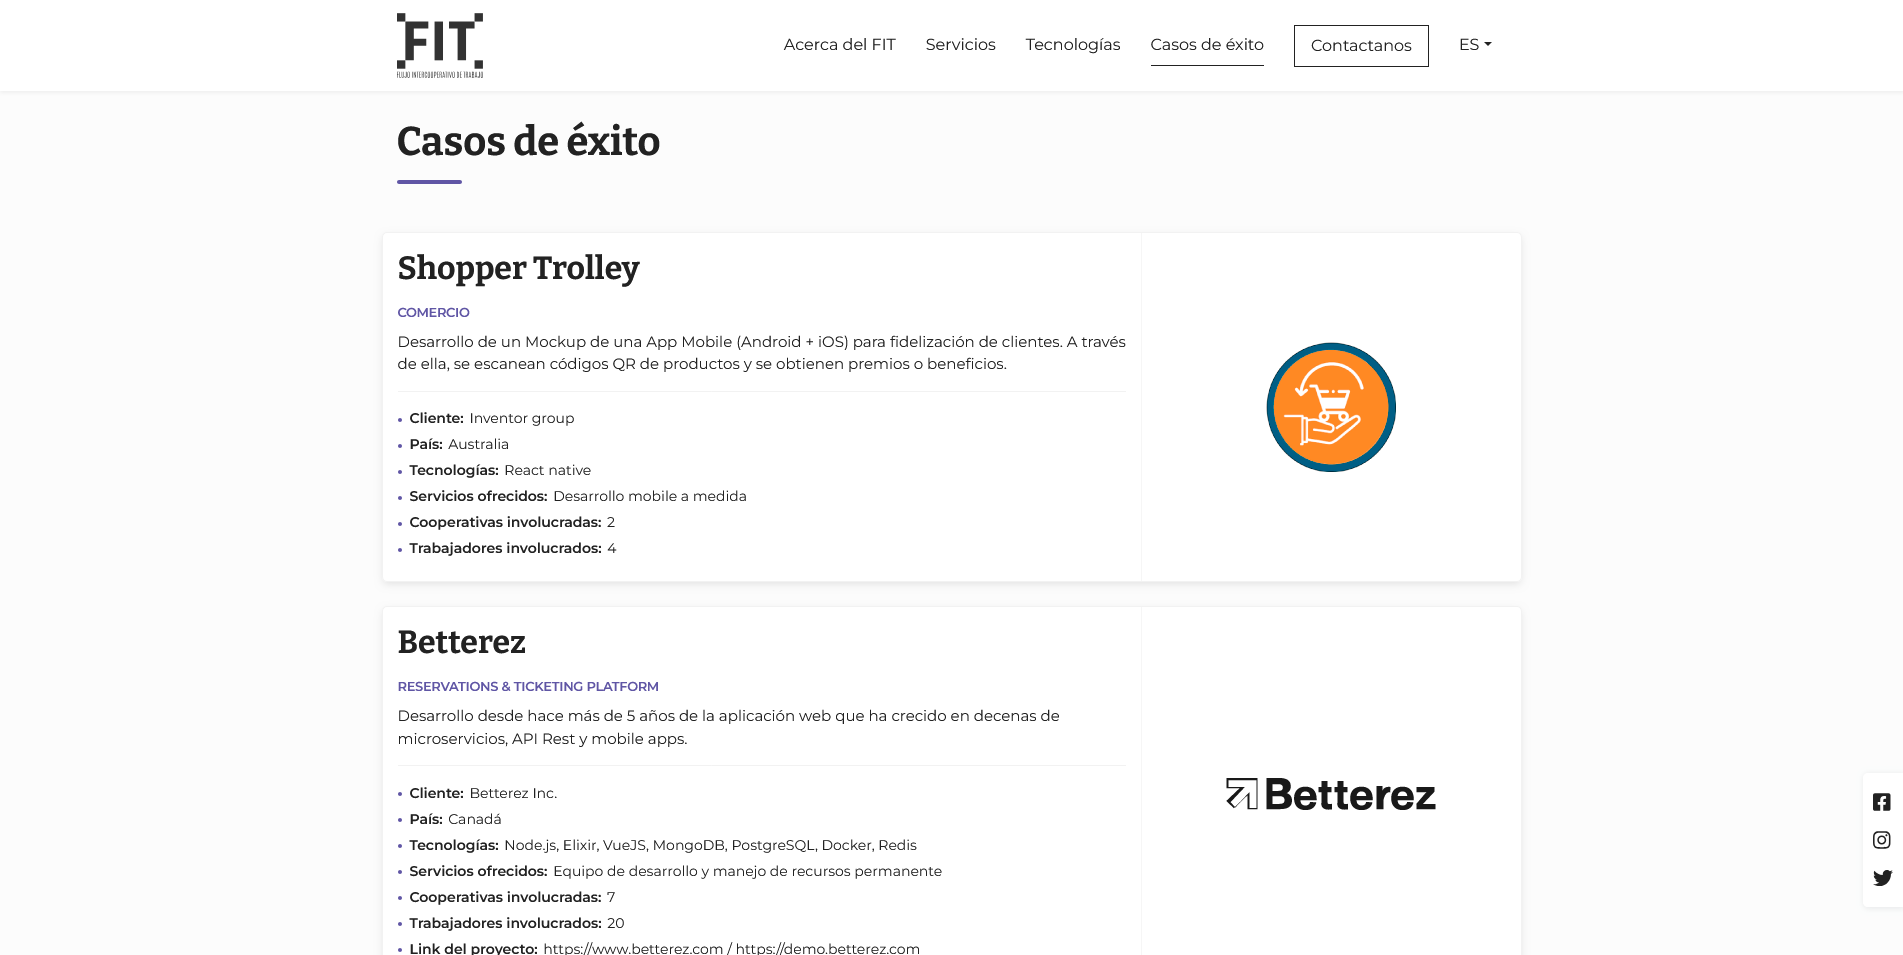 FIT.
FLUJO INTERCOOPERATIVO DE TRABAJO
Acerca del FIT
Servicios
Tecnologías
Casos de éxito
Contactanos
ES
Casos de éxito
Shopper Trolley
COMERCIO
Desarrollo de un Mockup de una App Mobile (Android + iOS) para fidelización de clientes. A través
de ella, se escanean códigos QR de productos y se obtienen premios o beneficios.
Cliente: Inventor group
País: Australia
Tecnologías: React native
Servicios ofrecidos: Desarrollo mobile a medida
Cooperativas involucradas: 2
Trabajadores involucrados: 4
Betterez
RESERVATIONS & TICKETING PLATFORM
Desarrollo desde hace más de 5 años de la aplicación web que ha crecido en decenas de
microservicios, API Rest y mobile apps.
Cliente: Betterez Inc.
País: Canadá
Tecnologías: Node.js, Elixir, VueJS, MongoDB, PostgreSQL, Docker, Redis
Servicios ofrecidos: Equipo de desarrollo y manejo de recursos permanente
Cooperativas involucradas: 7
Trabajadores involucrados: 20
Link del proyecto: https://www.betterez.com / https://demo.betterez.com
Betterez